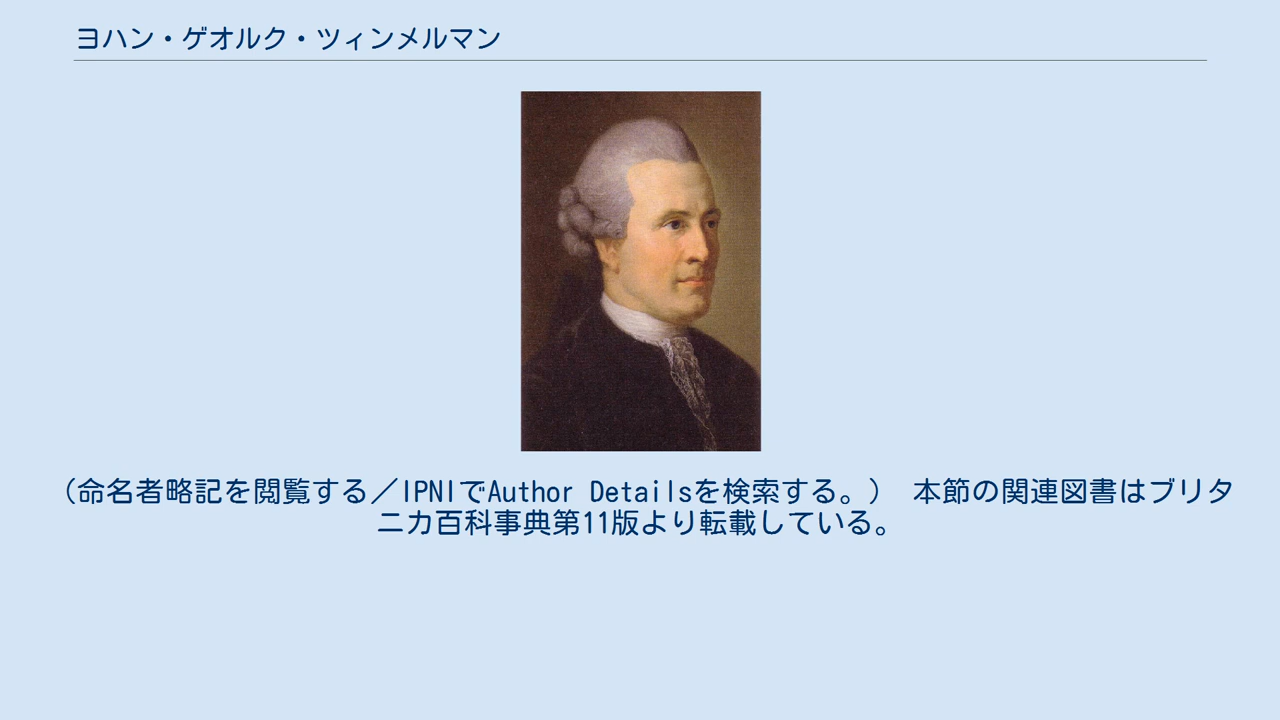 ヨハン・ゲオルク・ツィンメルマン
（命名者略記を閲覧する／IPNIでAuthor Detailsを検索する。） 本節の関連図書はブリタ
ニカ百科事典第11版より転載している。